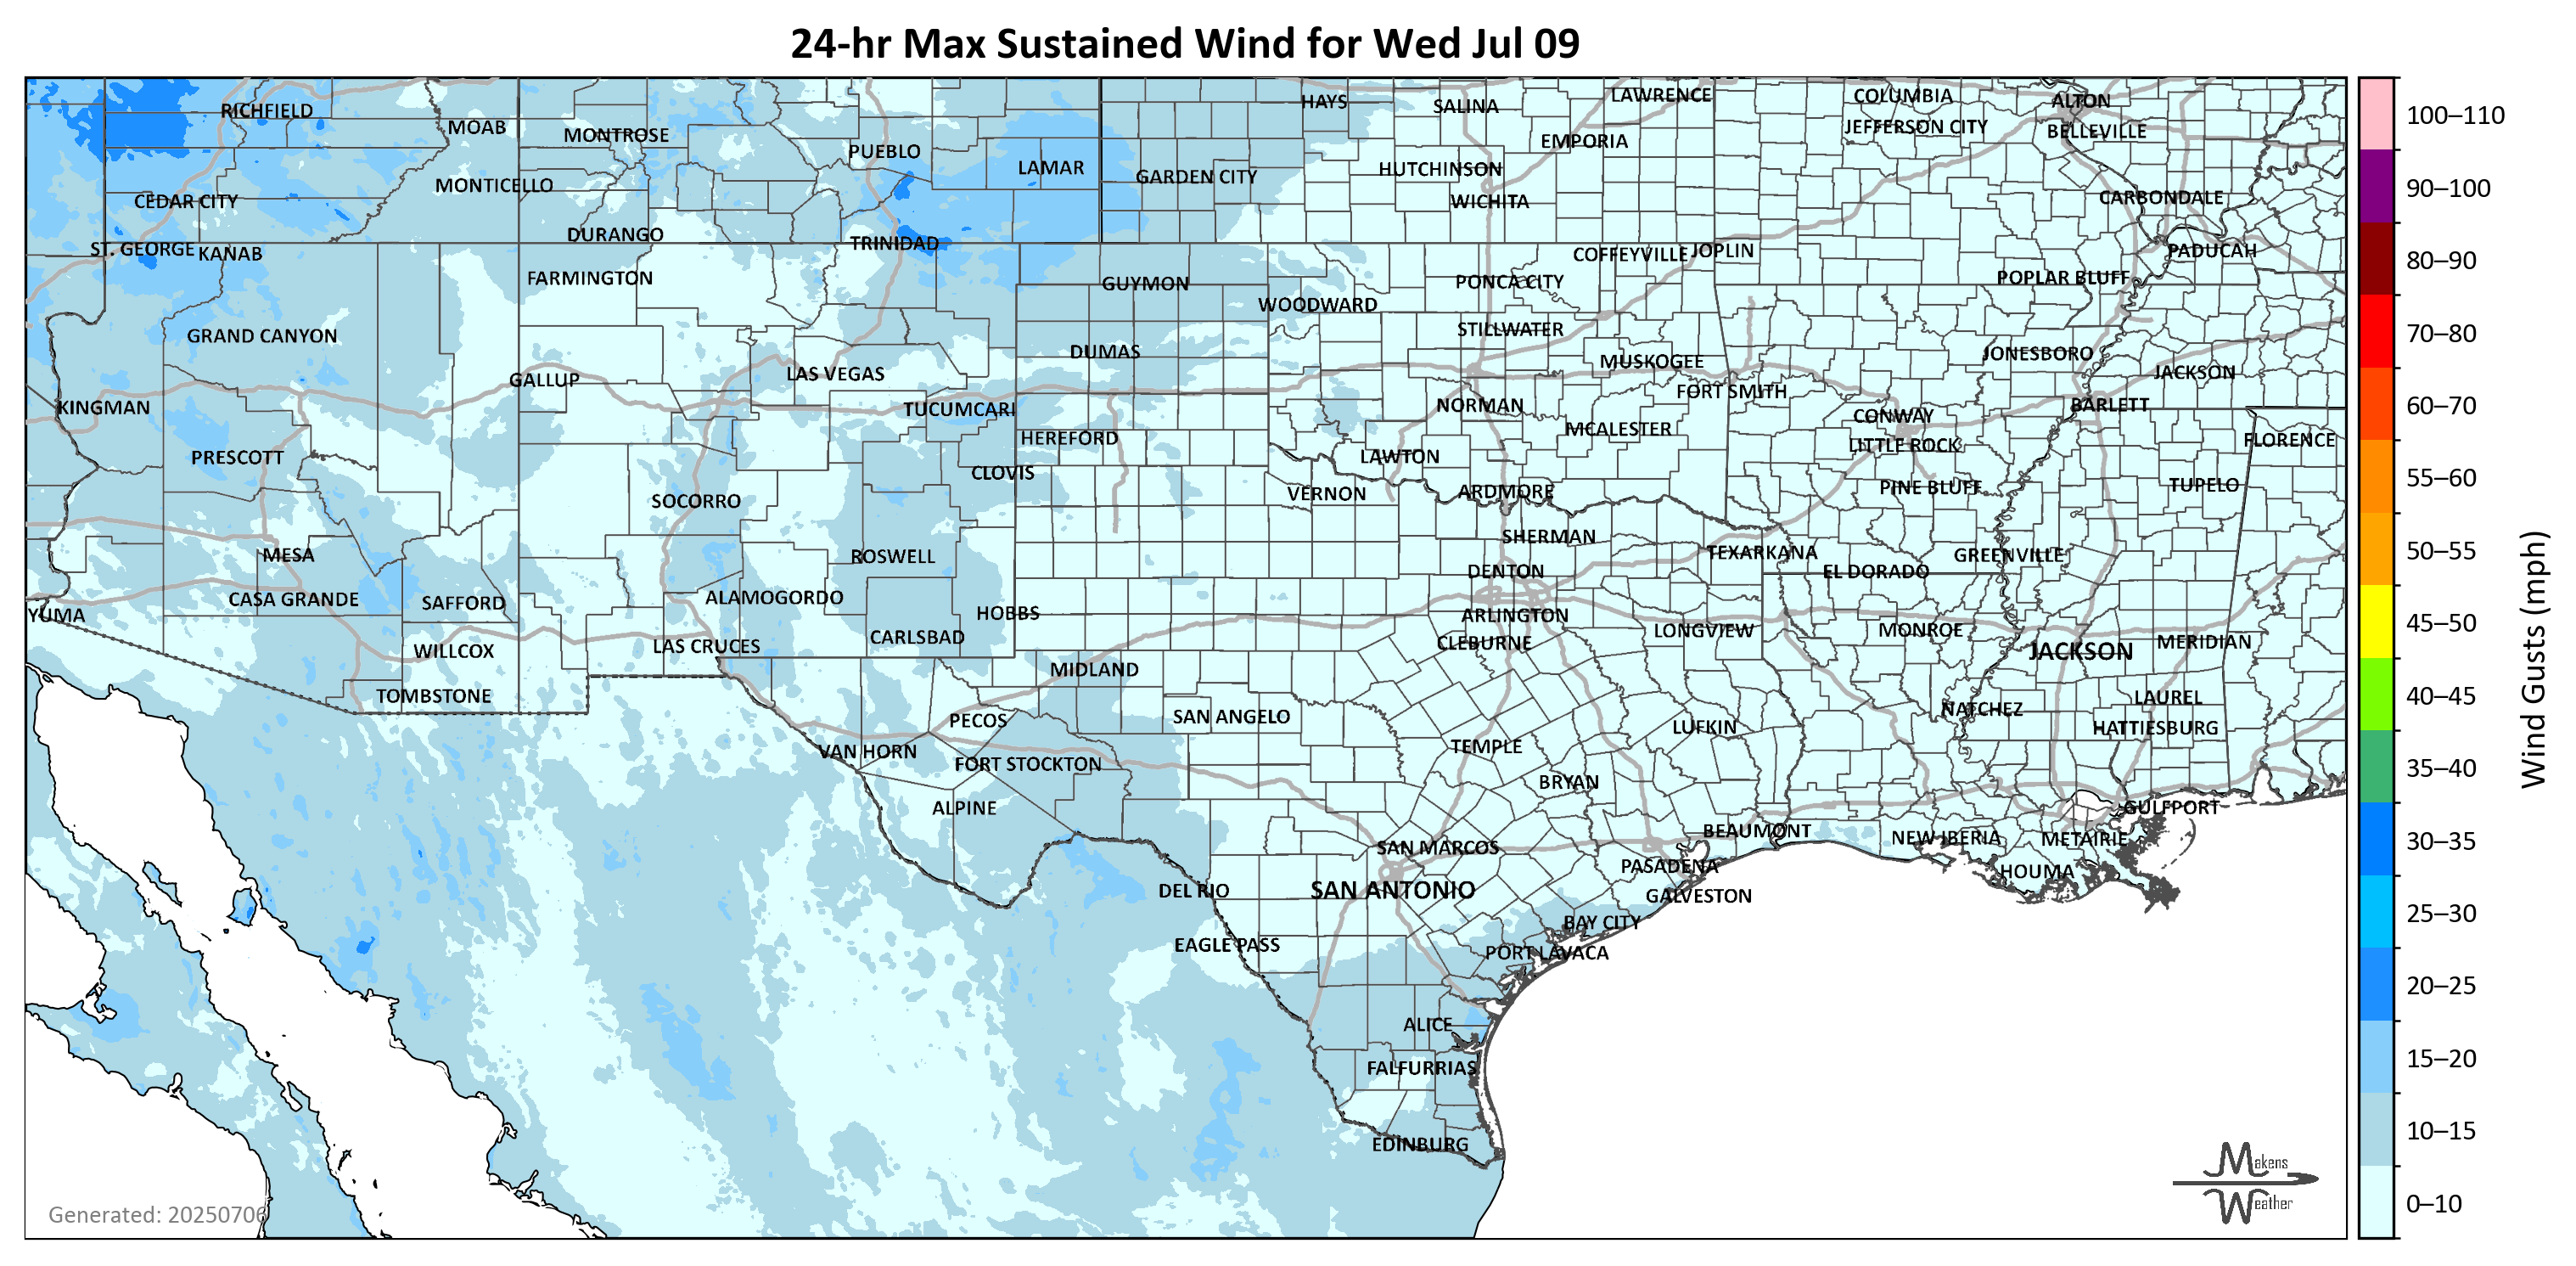 24-hr Max Sustained Wind for Wed Jul 09
RICHFIELD
MOAB
MONTROSE
PUEBLO
LAMAR
HAYS
SALINA
LAWRENCE
COLUMBIA
ALTON
EMPORIA
JEFFERSON CITY
BELLEVILLE
MONTICELLO
GARDEN CITY
HUTCHINSON
WICHITA
CARBONDALE
CEDAR CITY
DURANGO
TRINIDAD
ST. GEORGE
KANAB
COFFEYVILLE
JOPLIN
PADUCAH
FARMINGTON
GUYMON
PONCA CITY
POPLAR BLUFF
WOODWARD
GRAND CANYON
STILLWATER
DUMAS
MUSKOGEE
JONESBORO
GALLUP
LAS VEGAS
FORT SMITH
JACKSON
KINGMAN
TUCUMCARI
NORMAN
CONWAY
BARLETT
HEREFORD
MCALESTER
LITTLE ROCK
FLORENCE
PRESCOTT
CLOVIS
LAWTON
SOCORRO
VERNON
ARDMORE
PINE BLUFF
TUPELO
SHERMAN
MESA
ROSWELL
TEXARKANA
GREENVILLE
DENTON
EL DORADO
CASA GRANDE
SAFFORD
ALAMOGORDO
YUMA
HOBBS
ARLINGTON
CARLSBAD
CLEBURNE
LONGVIEW
MONROE
WILLCOX
LAS CRUCES
JACKSON
MERIDIAN
MIDLAND
TOMBSTONE
LAUREL
PECOS
SAN ANGELO
NATCHEZ
LUFKIN
HATTIESBURG
VAN HORN
TEMPLE
FORT STOCKTON
BRYAN
ALPINE
GULFPORT
BEAUMONT
NEW IBERIA
METAIRIE
SAN MARCOS
PASADENA
HOUMA
DEL RIO
SAN ANTONIO
GALVESTON
BAY CITY
EAGLE PASS
PORT LAVACA
ALICE
FALFURRIAS
EDINBURG
Generated: 20250706
Makens
Weather
100–110
90–100
80–90
70–80
60–70
55–60
50–55
45–50
40–45
35–40
30–35
25–30
20–25
15–20
10–15
0–10
Wind Gusts (mph)